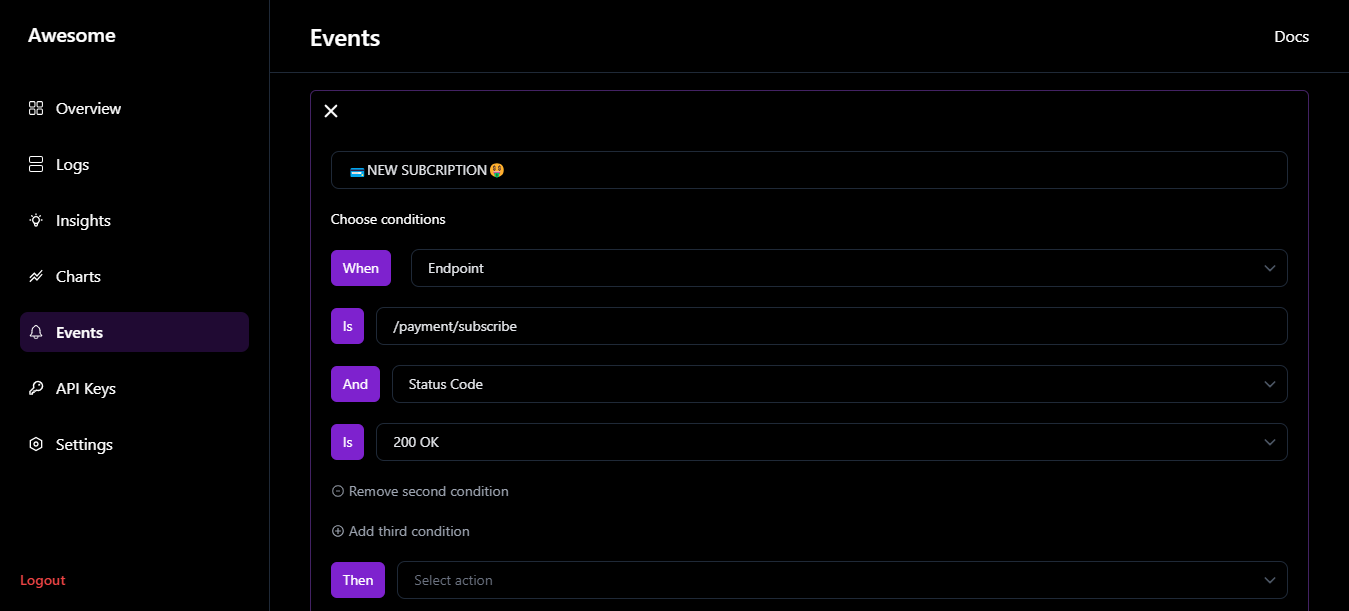 Awesome
Overview
Logs
Insights
Charts
Events
API Keys
Settings
Logout
Events
Docs
💳NEW SUBCRIPTION🤑
Choose conditions
When Endpoint
Is /payment/subscribe
And Status Code
Is 200 OK
Remove second condition
Add third condition
Then Select action